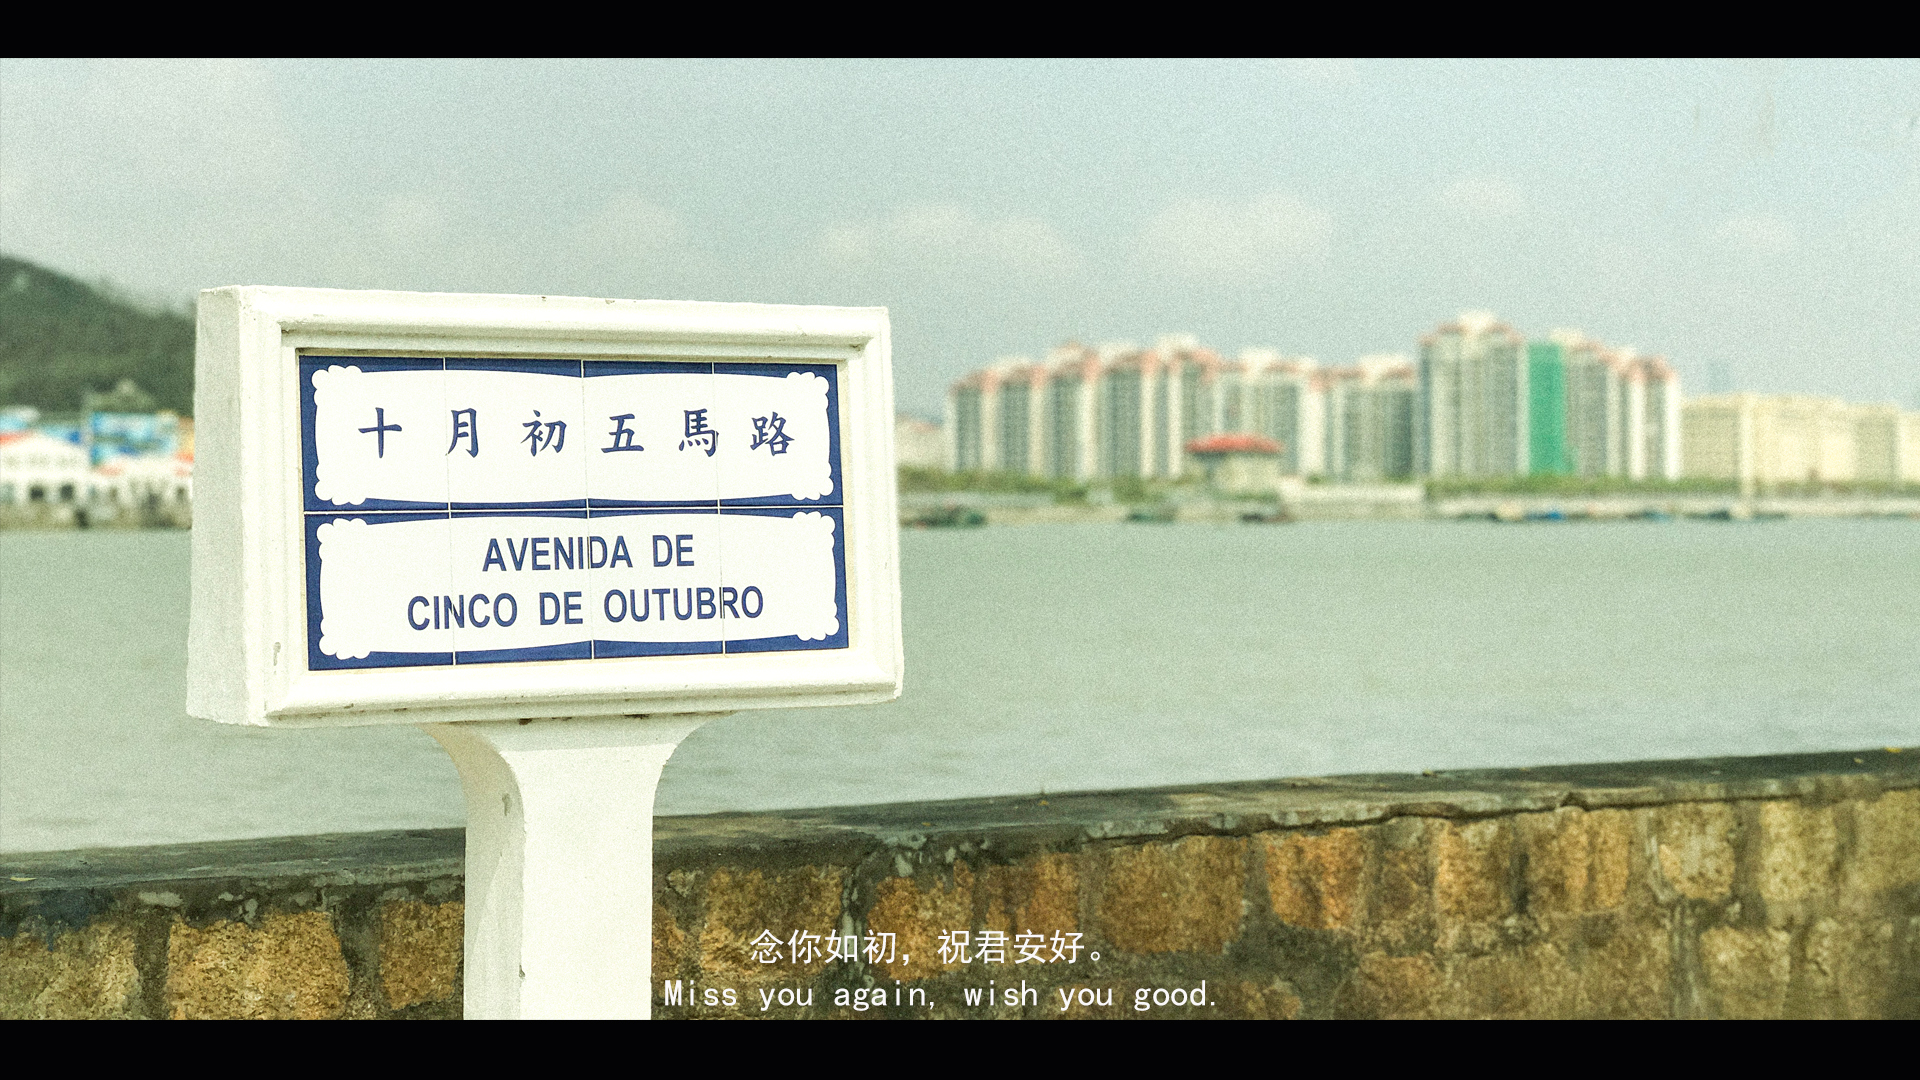 十月初五馬路
AVENIDA DE
CINCO DE OUTUBRO
念你如初，祝君安好。
Miss you again, wish you good.